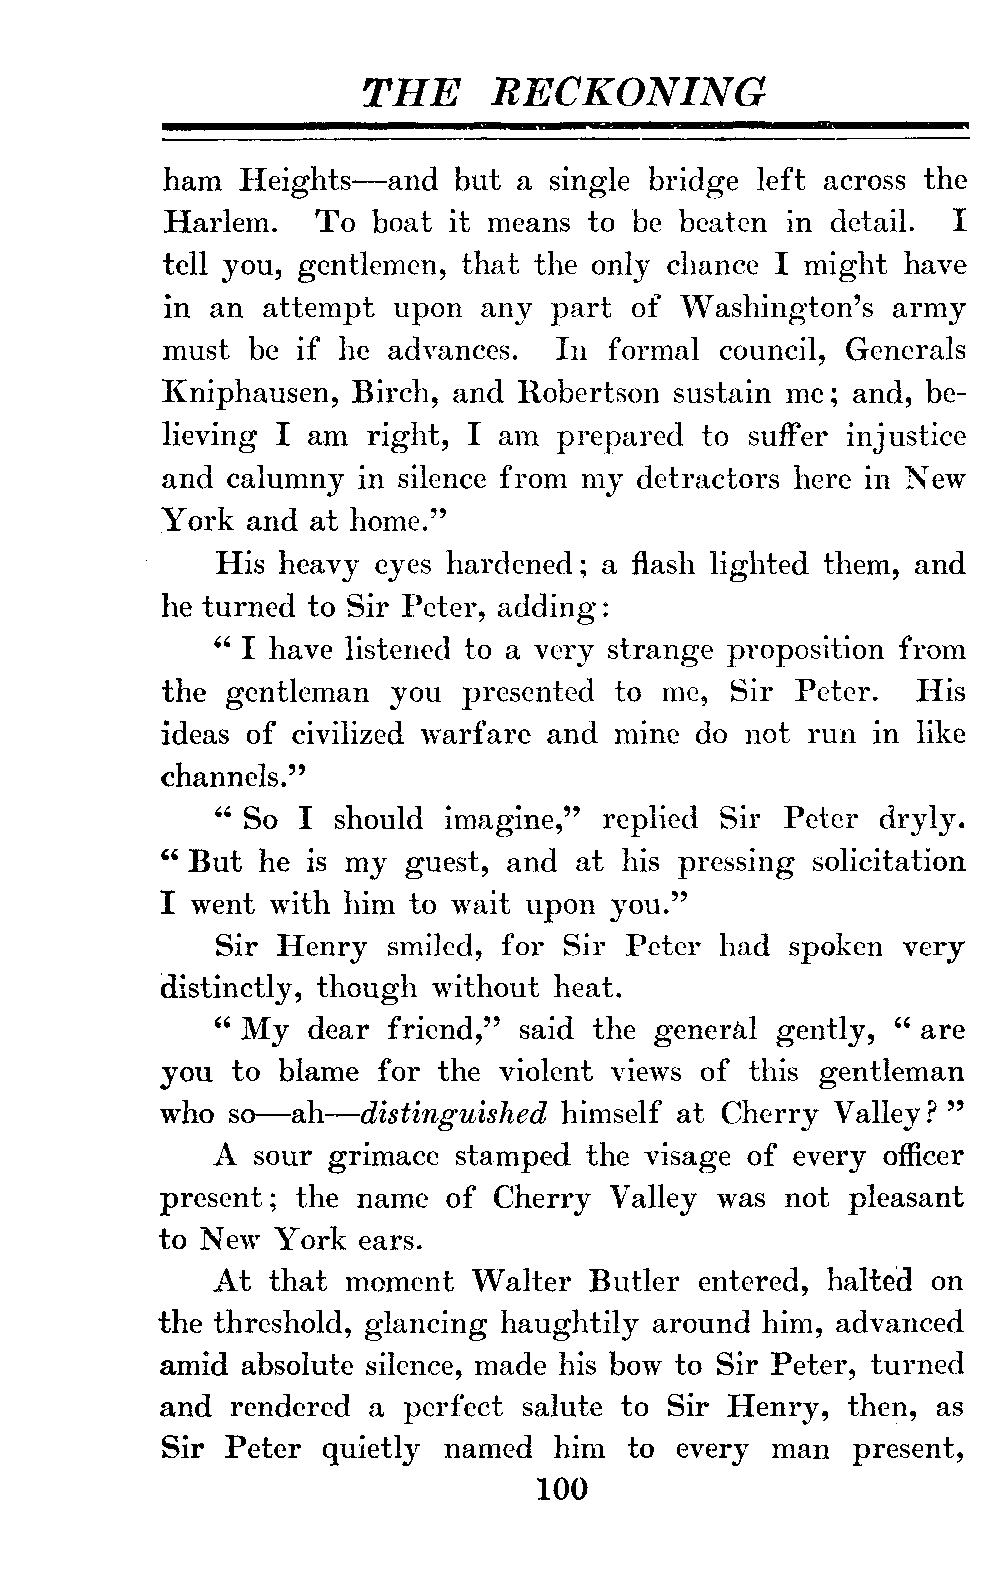 THE RECKONING
ham Heights—and but a single bridge left across the
Harlem. To boat it means to be beaten in detail. I
tell you, gentlemen, that the only chance I might have
in an attempt upon any part of Washington's army
must be if he advances. In formal council, Generals
Kniphausen, Birch, and Robertson sustain me; and, be-
lieving I am right, I am prepared to suffer injustice
and calumny in silence from my detractors here in New
York and at home.”
His heavy eyes hardened; a flash lighted them, and
he turned to Sir Peter, adding:
“ I have listened to a very strange proposition from
the gentleman you presented to me, Sir Peter. His
ideas of civilized warfare and mine do not run in like
channels.”
“ So I should imagine,” replied Sir Peter dryly.
“ But he is my guest, and at his pressing solicitation
I went with him to wait upon you.”
Sir Henry smiled, for Sir Peter had spoken very
distinctly, though without heat.
“ My dear friend,” said the general gently, “ are
you to blame for the violent views of this gentleman
who so—ah—distinguished himself at Cherry Valley? ”
A sour grimace stamped the visage of every officer
present; the name of Cherry Valley was not pleasant
to New York ears.
At that moment Walter Butler entered, halted on
the threshold, glancing haughtily around him, advanced
amid absolute silence, made his bow to Sir Peter, turned
and rendered a perfect salute to Sir Henry, then, as
Sir Peter quietly named him to every man present,
100